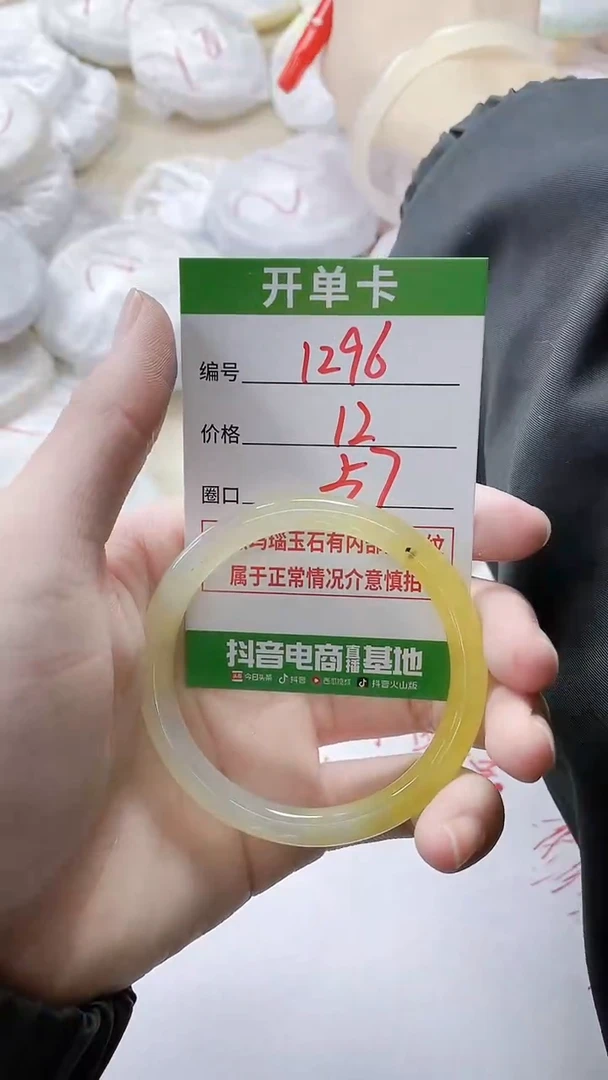 开单卡
编号 1296
价格 12
圈口 57
玛瑙玉石有内部 纹
属于正常情况介意慎拍
抖音电商直播基地
今日头条 抖音 西瓜视频 抖音火山版